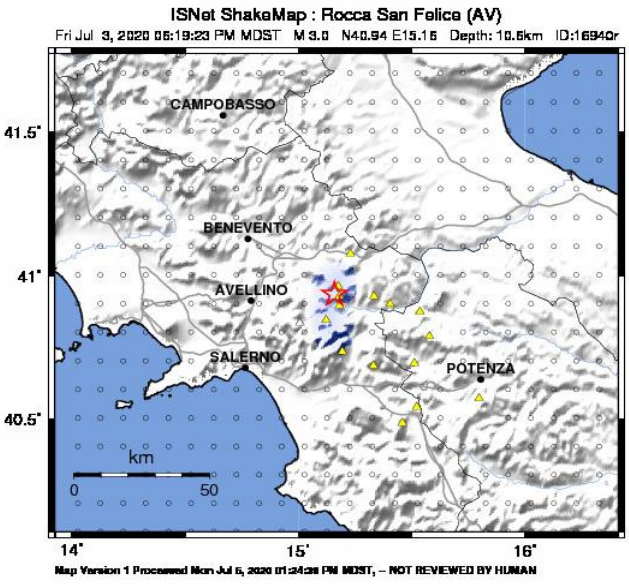 ISNet ShakeMap : Rocca San Felice (AV)
Fri Jul 3, 2020 06:19:23 PM MDST M 3.0 N40.94 E15.16 Depth: 10.6km ID:16940r
CAMPOBASSO
41.5˚
BENEVENTO
41˚
AVELLINO
SALERNO
POTENZA
40.5˚
km
0 50
14˚ 15˚ 16˚
Map Version 1 Processed Mon Jul 6, 2020 01:24:38 PM MDST, – NOT REVIEWED BY HUMAN